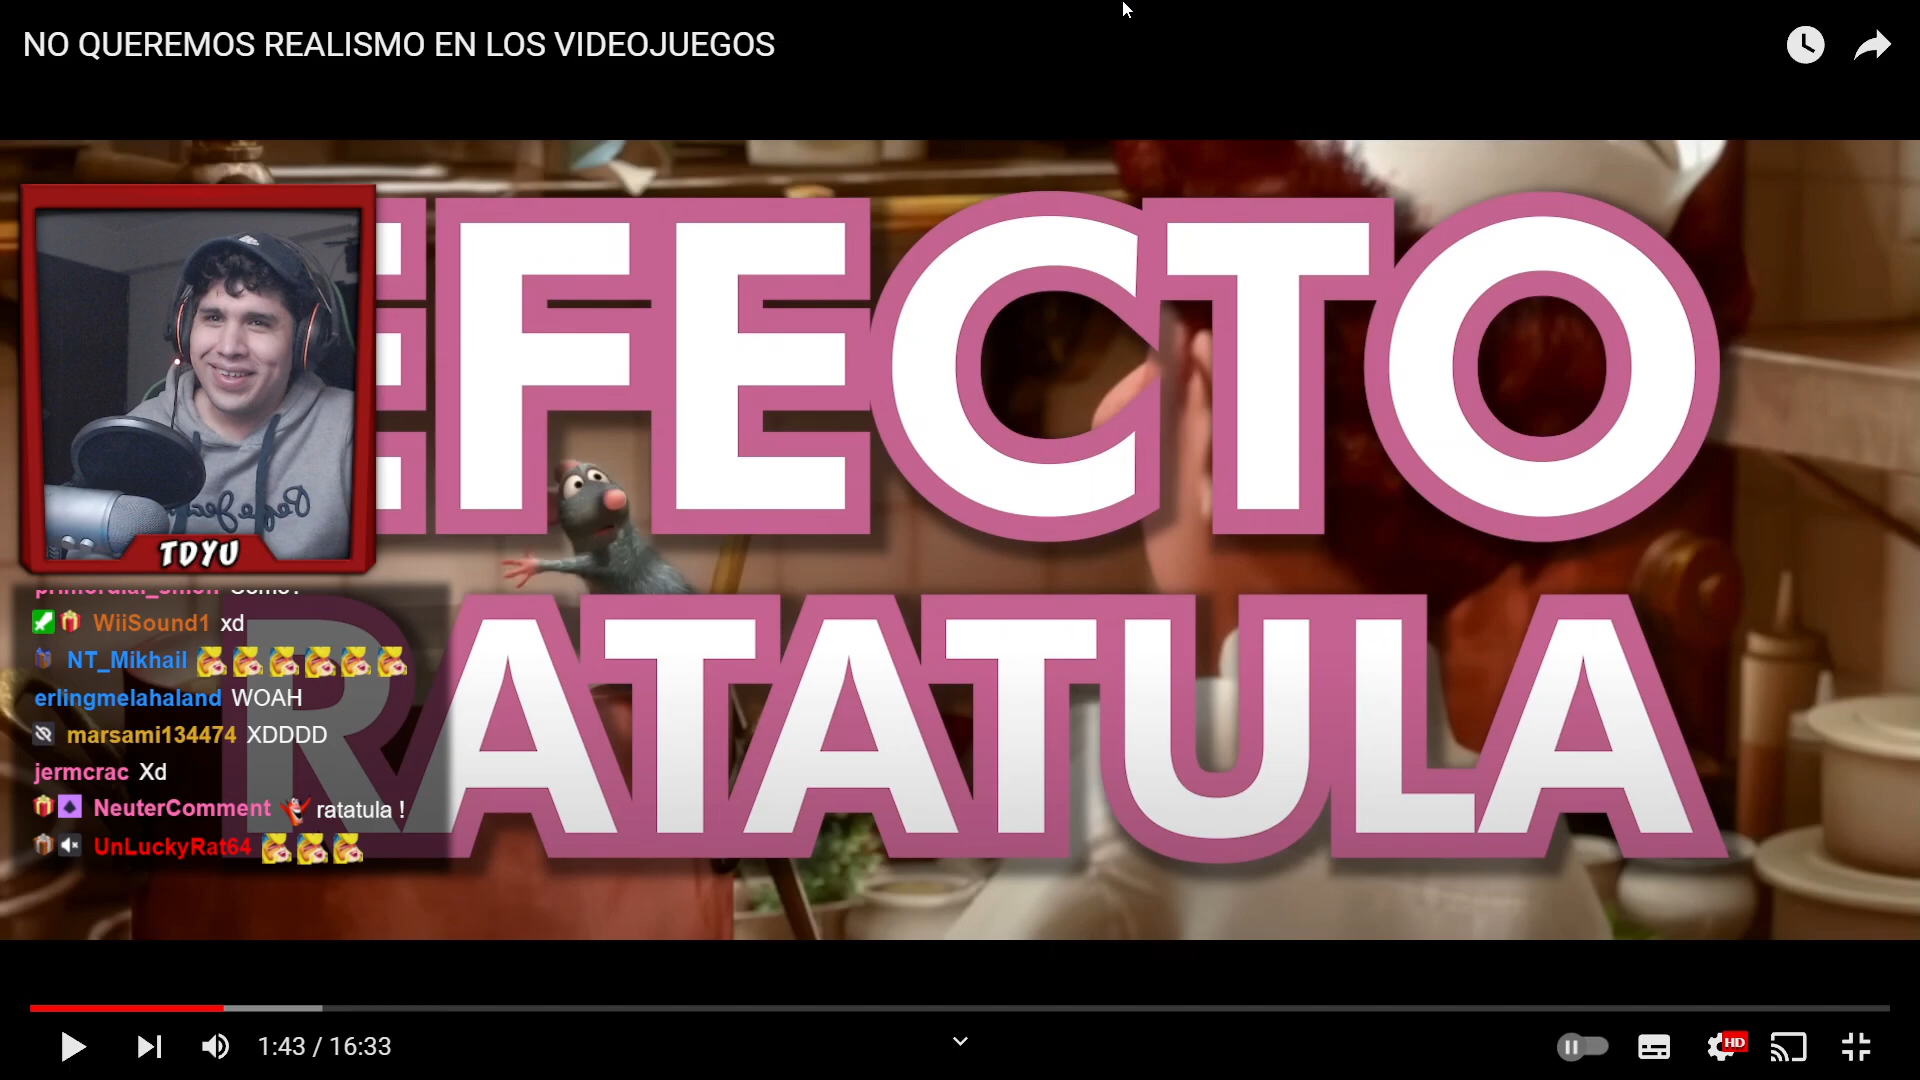 NO QUEREMOS REALISMO EN LOS VIDEOJUEGOS
EFECTO
RATATULA
TDYU
WiiSound1 xd
NT_Mikhail
erlingmelahaland WOAH
marsami134474 XDDDD
jermcrac Xd
NeuterComment ratatula !
UnLuckyRat64
1:43 / 16:33
HD